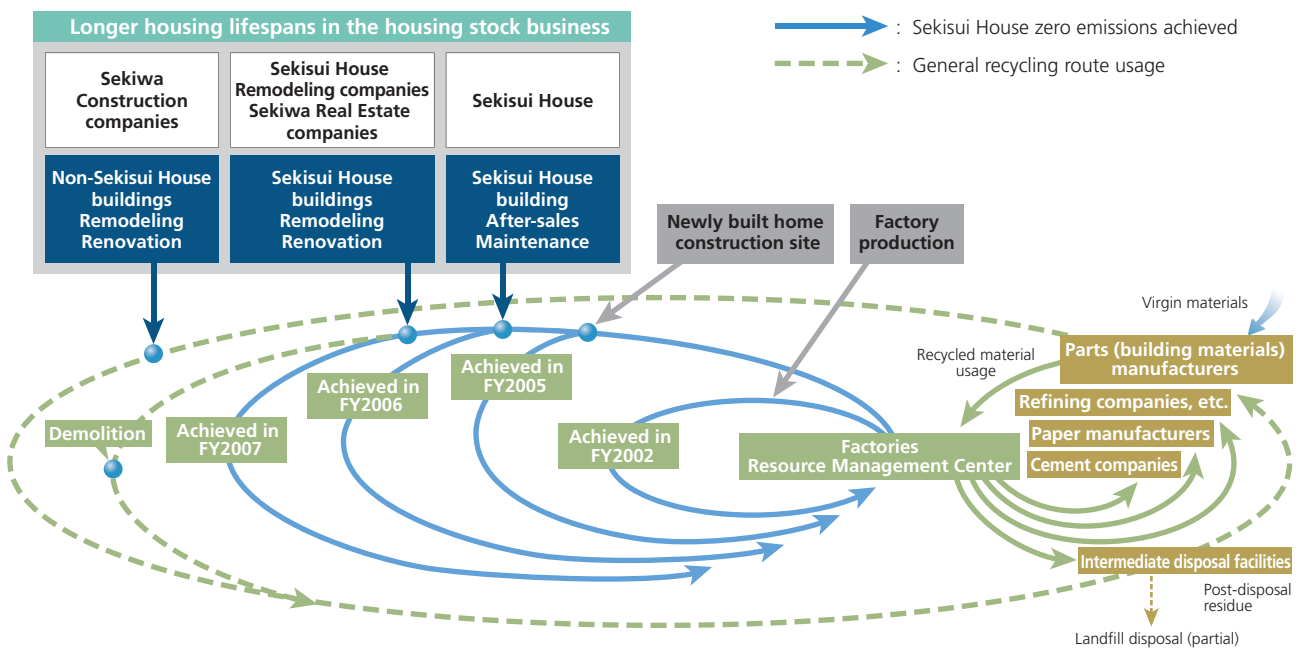 Longer housing lifespans in the housing stock business
Sekiwa
Construction
companies
Sekisui House
Remodeling companies
Sekiwa Real Estate
companies
Sekisui House
Non-Sekisui House
buildings
Remodeling
Renovation
Sekisui House
buildings
Remodeling
Renovation
Sekisui House
building
After-sales
Maintenance
: Sekisui House zero emissions achieved
: General recycling route usage
Newly built home
construction site
Factory
production
Virgin materials
Recycled material
usage
Parts (building materials)
manufacturers
Refining companies, etc.
Paper manufacturers
Cement companies
Achieved in
FY2005
Achieved in
FY2006
Demolition
Achieved in
FY2007
Achieved in
FY2002
Factories
Resource Management Center
Intermediate disposal facilities
Post-disposal
residue
Landfill disposal (partial)